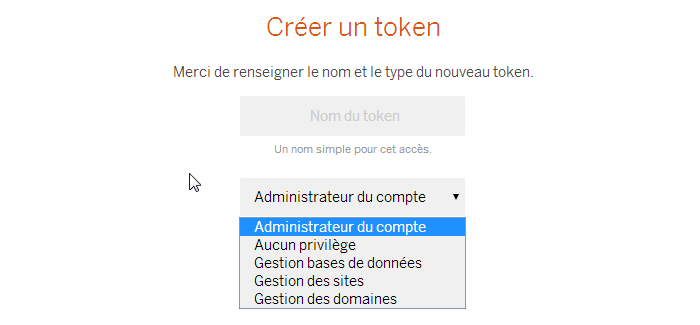 Créer un token
Merci de renseigner le nom et le type du nouveau token.
Nom du token
Un nom simple pour cet accès.
Administrateur du compte
Administrateur du compte
Aucun privilège
Gestion bases de données
Gestion des sites
Gestion des domaines